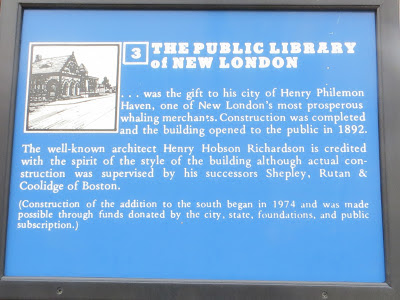 3 THE PUBLIC LIBRARY
of NEW LONDON
. . . was the gift to his city of Henry Philemon
Haven, one of New London's most prosperous
whaling merchants. Construction was completed
and the building opened to the public in 1892.
The well-known architect Henry Hobson Richardson is credited
with the spirit of the style of the building although actual con-
struction was supervised by his successors Shepley, Rutan &
Coolidge of Boston.
(Construction of the addition to the south began in 1974 and was made
possible through funds donated by the city, state, foundations, and public
subscription.)